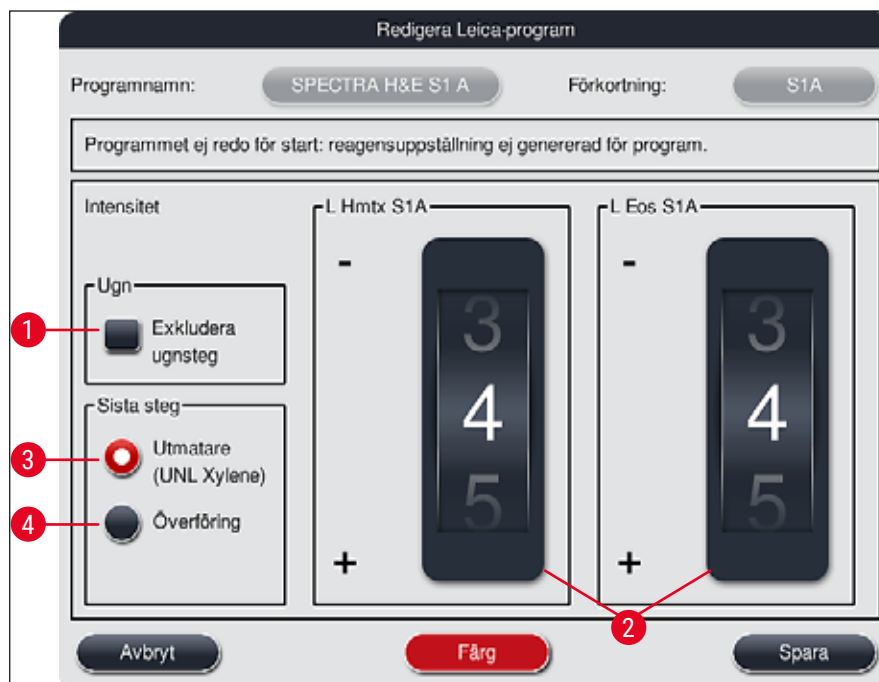 Redigera Leica-program
Programnamn: SPECTRA H&E S1 A Förkortning: S1A
Programmet ej redo för start: reagensuppställning ej genererad för program.
Intensitet
L Hmtx S1A
L Eos S1A
-
-
Ugn
1
Exkludera
ugnsteg
3
3
4
4
5
5
Sista steg
3
Utmatare
(UNL Xylene)
4
Överföring
+
+
2
Avbryt Färg Spara